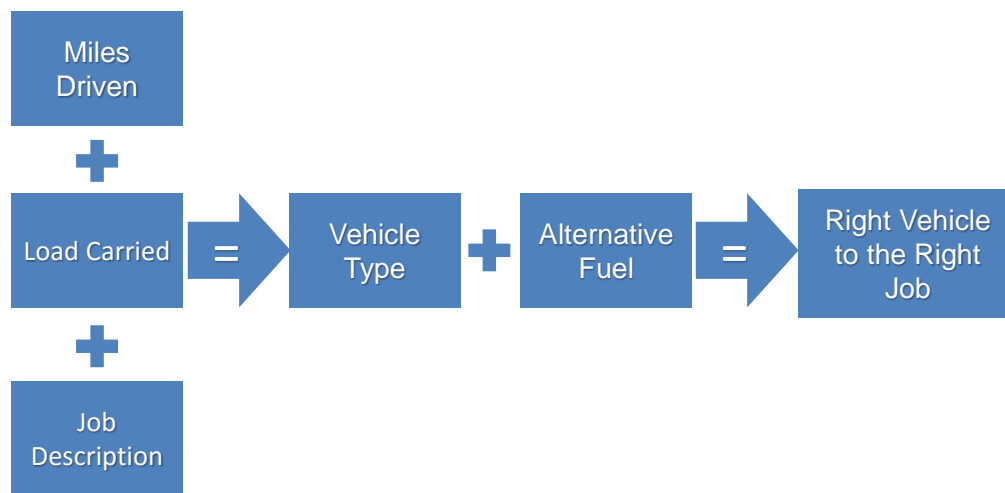 Miles
Driven
Load Carried
=
Vehicle
Type
Alternative
Fuel
=
Right Vehicle
to the Right
Job
Job
Description